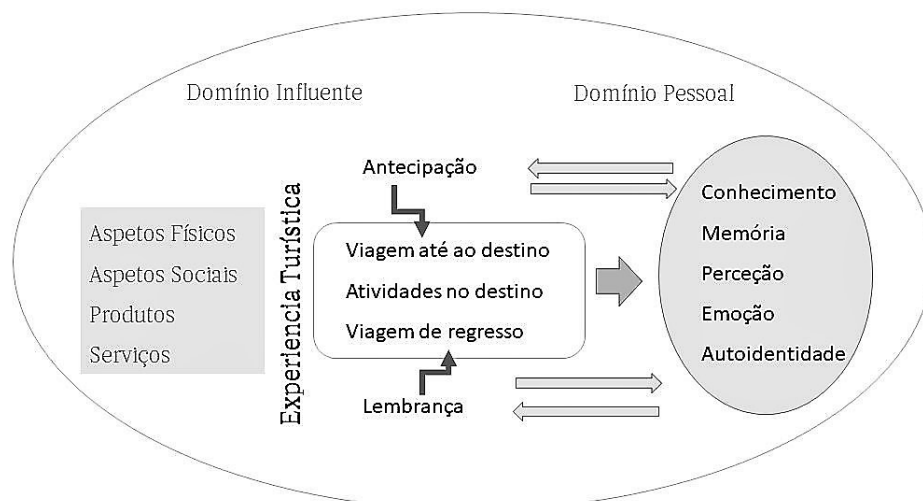 Domínio Influente
Domínio Pessoal
Aspetos Físicos
Aspetos Sociais
Produtos
Serviços
Experiencia Turística
Antecipação
Viagem até ao destino
Atividades no destino
Viagem de regresso
Lembrança
Conhecimento
Memória
Perceção
Emoção
Autoidentidade